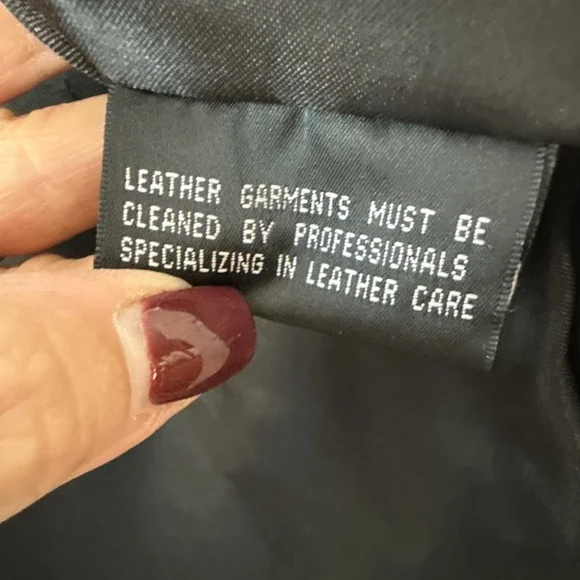 LEATHER GARMENTS MUST BE
CLEANED BY PROFESSIONALS
SPECIALIZING IN LEATHER CARE